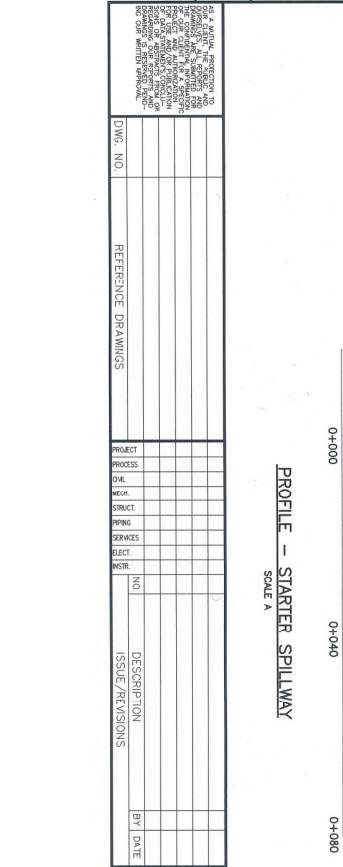 0+000
0+040
0+080
PROFILE – STARTER SPILLWAY
SCALE A
AS A MUTUAL PROTECTION TO
OUR CLIENT, THE PUBLIC AND
OURSELVES, ALL REPORTS AND
DRAWINGS ARE SUBMITTED FOR
THE CONFIDENTIAL INFORMATION
OF OUR CLIENT FOR A SPECIFIC
PROJECT AND AUTHORIZATION
FOR USE AND/OR PUBLICATION
OF DATA, STATEMENTS, CONCLU-
SIONS OR ABSTRACTS FROM OR
REGARDING OUR REPORTS AND
DRAWINGS IS RESERVED PEND-
ING OUR WRITTEN APPROVAL.
DWG. NO.
REFERENCE DRAWINGS
PROJECT
PROCESS
CIVIL
MECH.
STRUCT.
PIPING
SERVICES
ELECT.
INSTR.
NO
DESCRIPTION
BY
DATE
ISSUE/REVISIONS